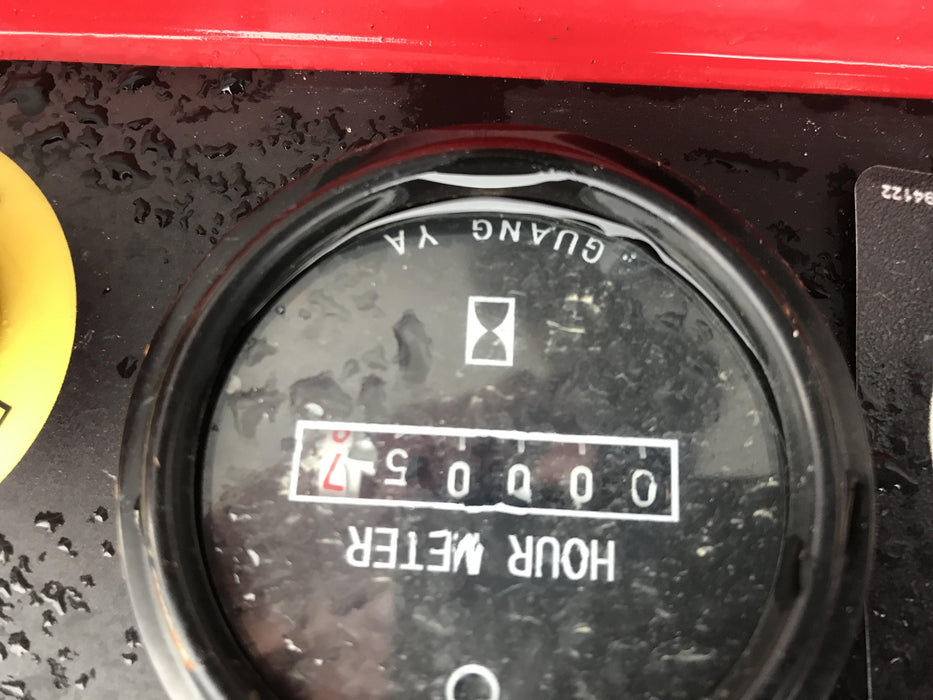 HOUR METER
000057
GUANG YA